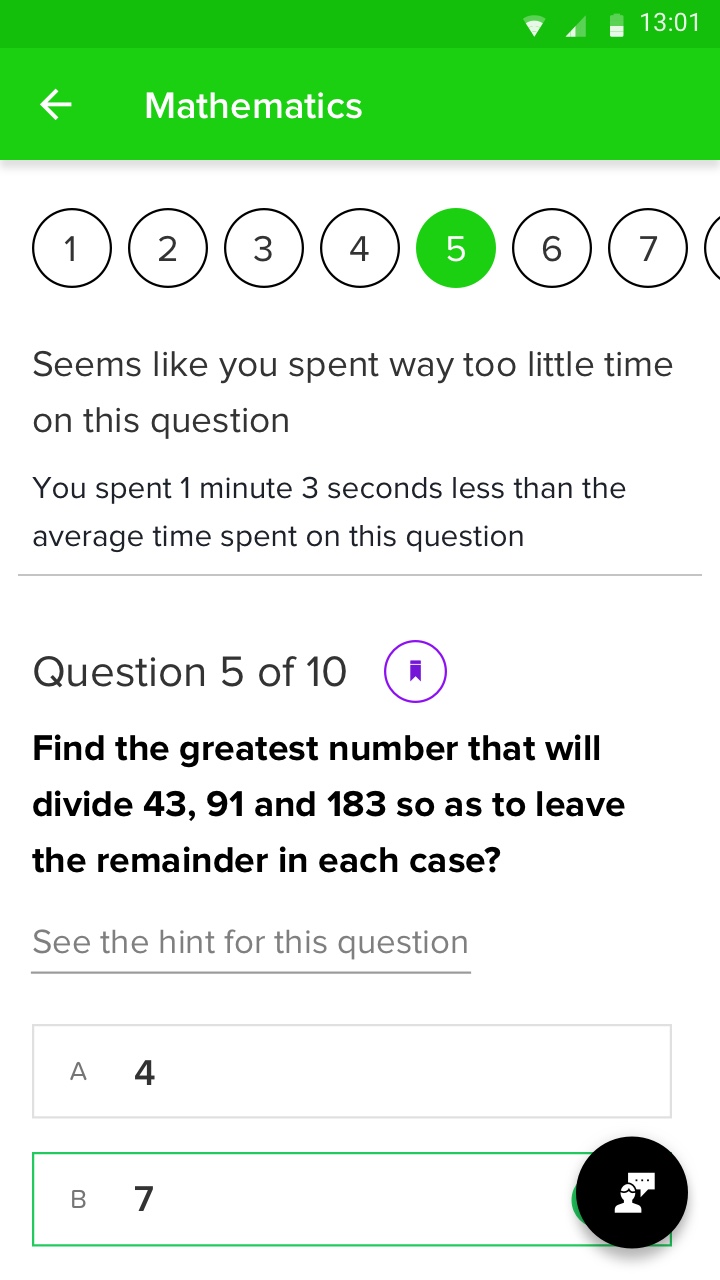 13:01
Mathematics
1 2 3 4 5 6 7
Seems like you spent way too little time
on this question
You spent 1 minute 3 seconds less than the
average time spent on this question
Question 5 of 10
Find the greatest number that will
divide 43, 91 and 183 so as to leave
the remainder in each case?
See the hint for this question
A 4
B 7